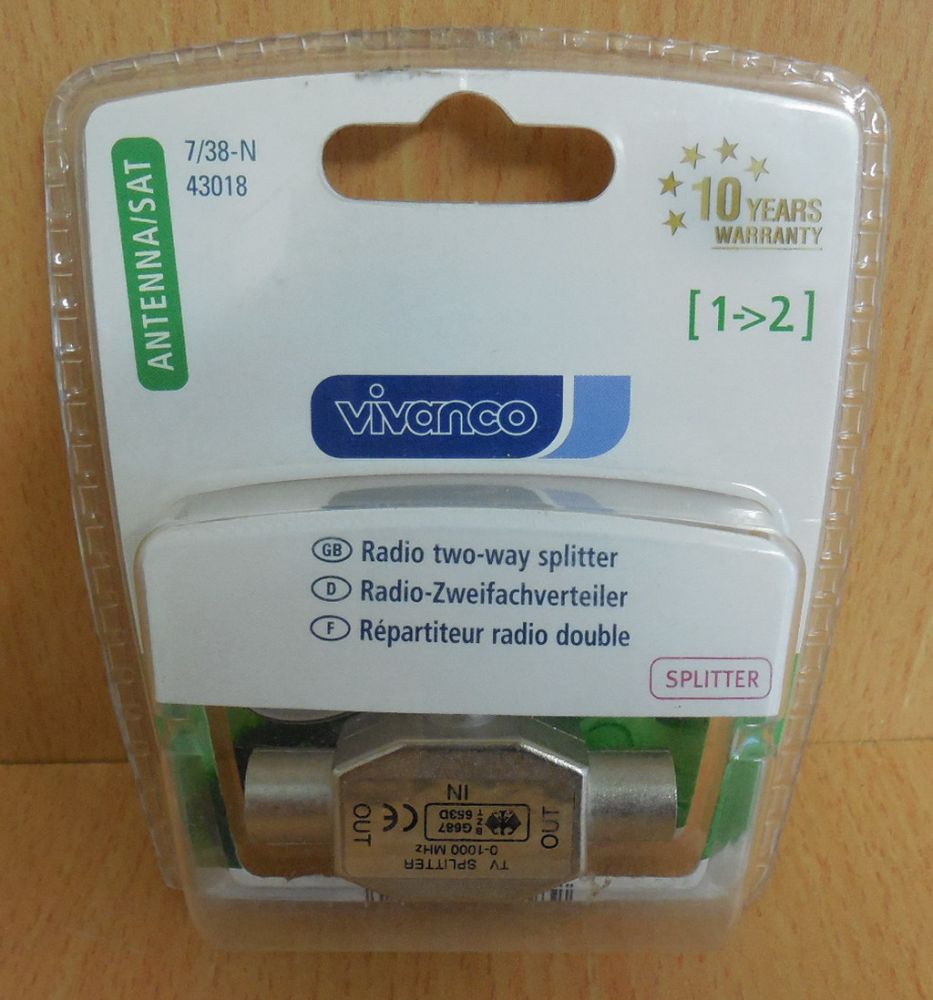 ANTENNA/SAT
7/38-N
43018
10 YEARS
WARRANTY
[1->2]
vivanco
GB Radio two-way splitter
D Radio-Zweifachverteiler
F Répartiteur radio double
SPLITTER
TV SPLITTER
0-1000 MHz
B
Z
T
G687
653D
CE
OUT
OUT
IN